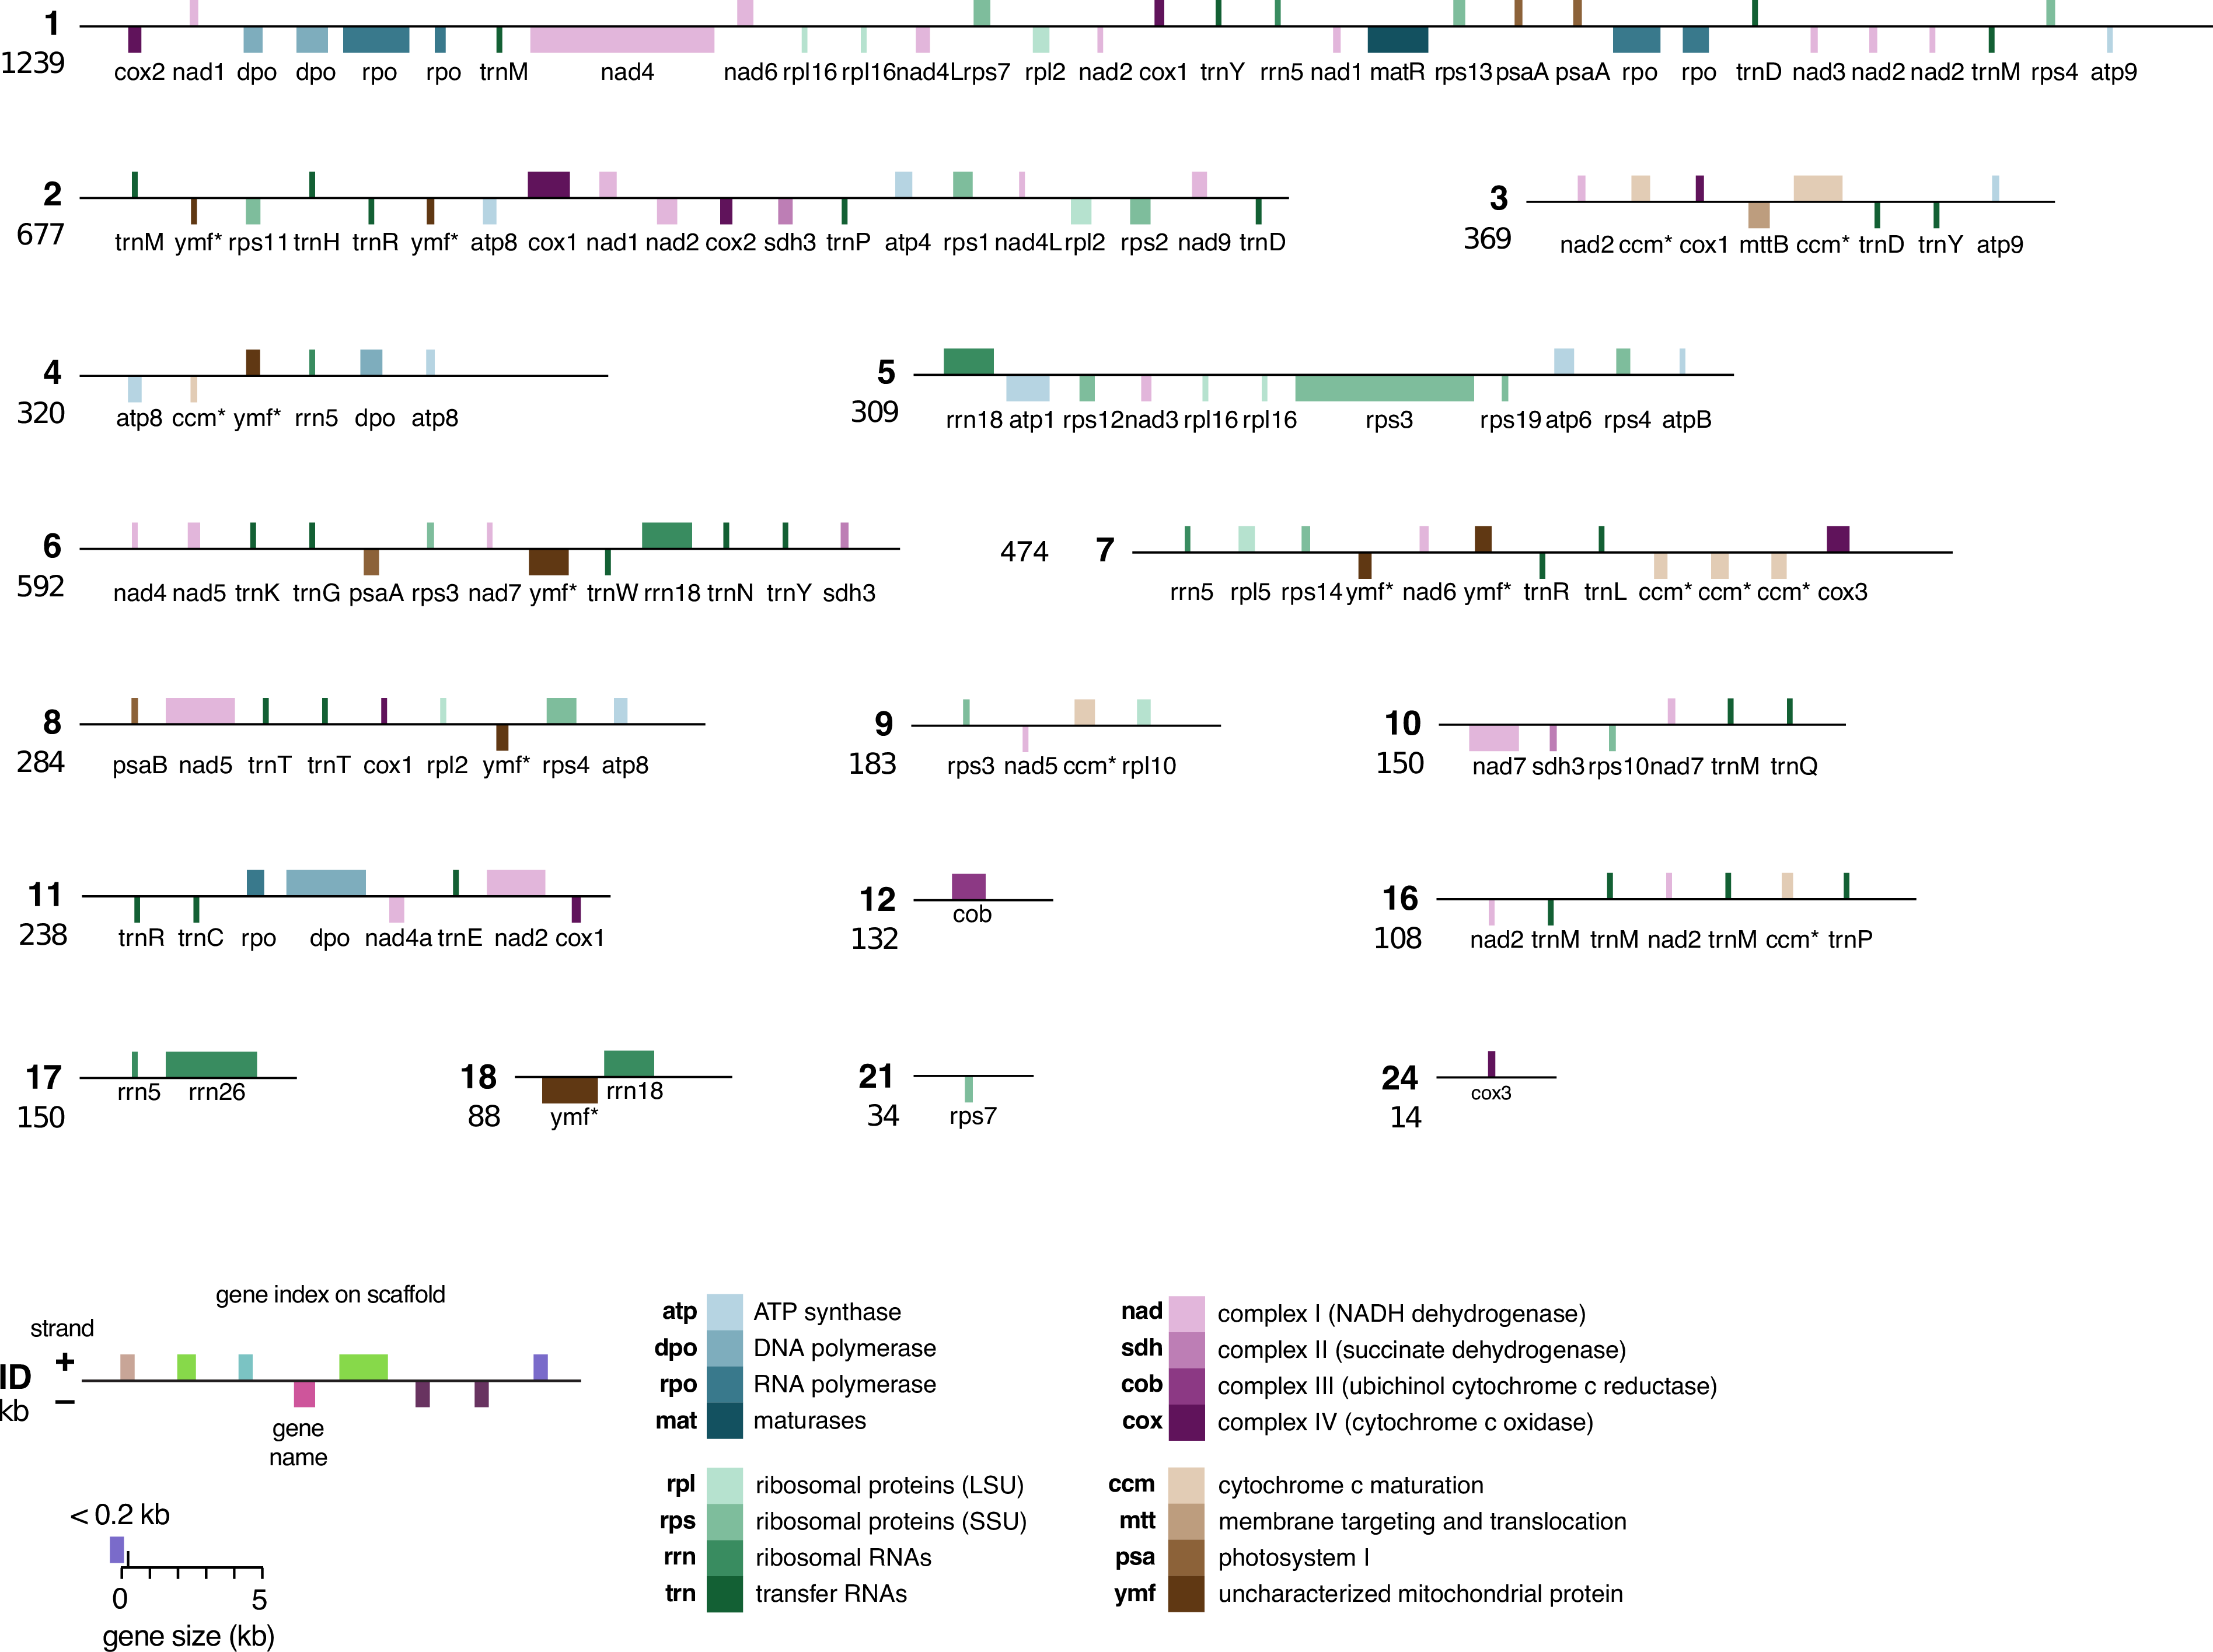 1
1239
cox2 nad1 dpo dpo rpo rpo trnM nad4 nad6 rpl16 rpl16 nad4L rps7 rpl2 nad2 cox1 trnY rrn5 nad1 matR rps13 psaA psaA rpo rpo trnD nad3 nad2 nad2 trnM rps4 atp9
2
677
trnM ymf* rps11 trnH trnR ymf* atp8 cox1 nad1 nad2 cox2 sdh3 trnP atp4 rps1 nad4L rpl2 rps2 nad9 trnD
3
369
nad2 ccm* cox1 mttB ccm* trnD trnY atp9
4
320
atp8 ccm* ymf* rrn5 dpo atp8
5
309
rrn18 atp1 rps12 nad3 rpl16 rpl16 rps3 rps19 atp6 rps4 atpB
6
592
nad4 nad5 trnK trnG psaA rps3 nad7 ymf* trnW rrn18 trnN trnY sdh3
474 7
rrn5 rpl5 rps14 ymf* nad6 ymf* trnR trnL ccm* ccm* ccm* cox3
8
284
psaB nad5 trnT trnT cox1 rpl2 ymf* rps4 atp8
9
183
rps3 nad5 ccm* rpl10
10
150
nad7 sdh3 rps10 nad7 trnM trnQ
11
238
trnR trnC rpo dpo nad4a trnE nad2 cox1
12
132
cob
16
108
nad2 trnM trnM nad2 trnM ccm* trnP
17
150
rrn5 rrn26
18
88
ymf* rrn18
21
34
rps7
24
14
cox3
gene index on scaffold
strand
+
ID
kb −
gene
name
< 0.2 kb
0 5
gene size (kb)
atp ATP synthase
dpo DNA polymerase
rpo RNA polymerase
mat maturases
rpl ribosomal proteins (LSU)
rps ribosomal proteins (SSU)
rrn ribosomal RNAs
trn transfer RNAs
nad complex I (NADH dehydrogenase)
sdh complex II (succinate dehydrogenase)
cob complex III (ubichinol cytochrome c reductase)
cox complex IV (cytochrome c oxidase)
ccm cytochrome c maturation
mtt membrane targeting and translocation
psa photosystem I
ymf uncharacterized mitochondrial protein